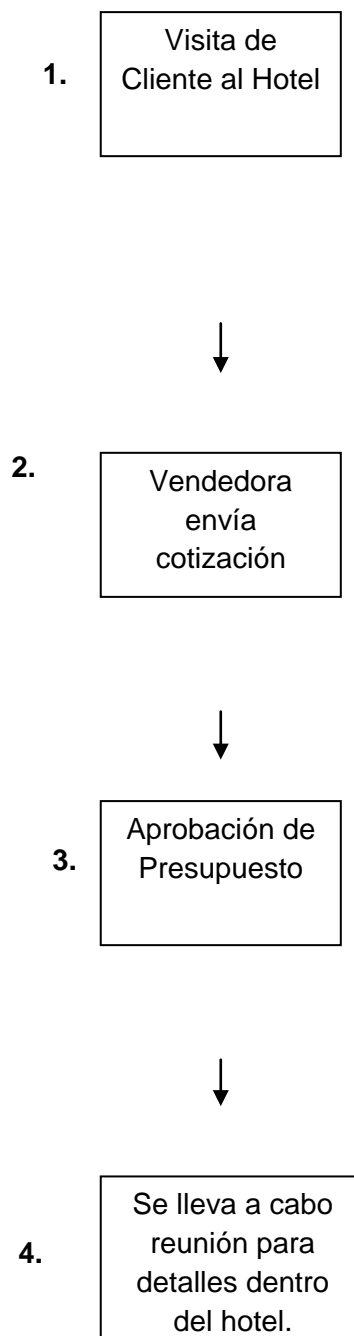 1.
Visita de
Cliente al Hotel
2.
Vendedora
envía
cotización
3.
Aprobación de
Presupuesto
4.
Se lleva a cabo
reunión para
detalles dentro
del hotel.